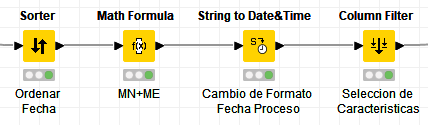 Sorter
Math Formula
String to Date&Time
Column Filter
f(x)
S
Ordenar
Fecha
MN+ME
Cambio de Formato
Fecha Proceso
Seleccion de
Caracteristicas